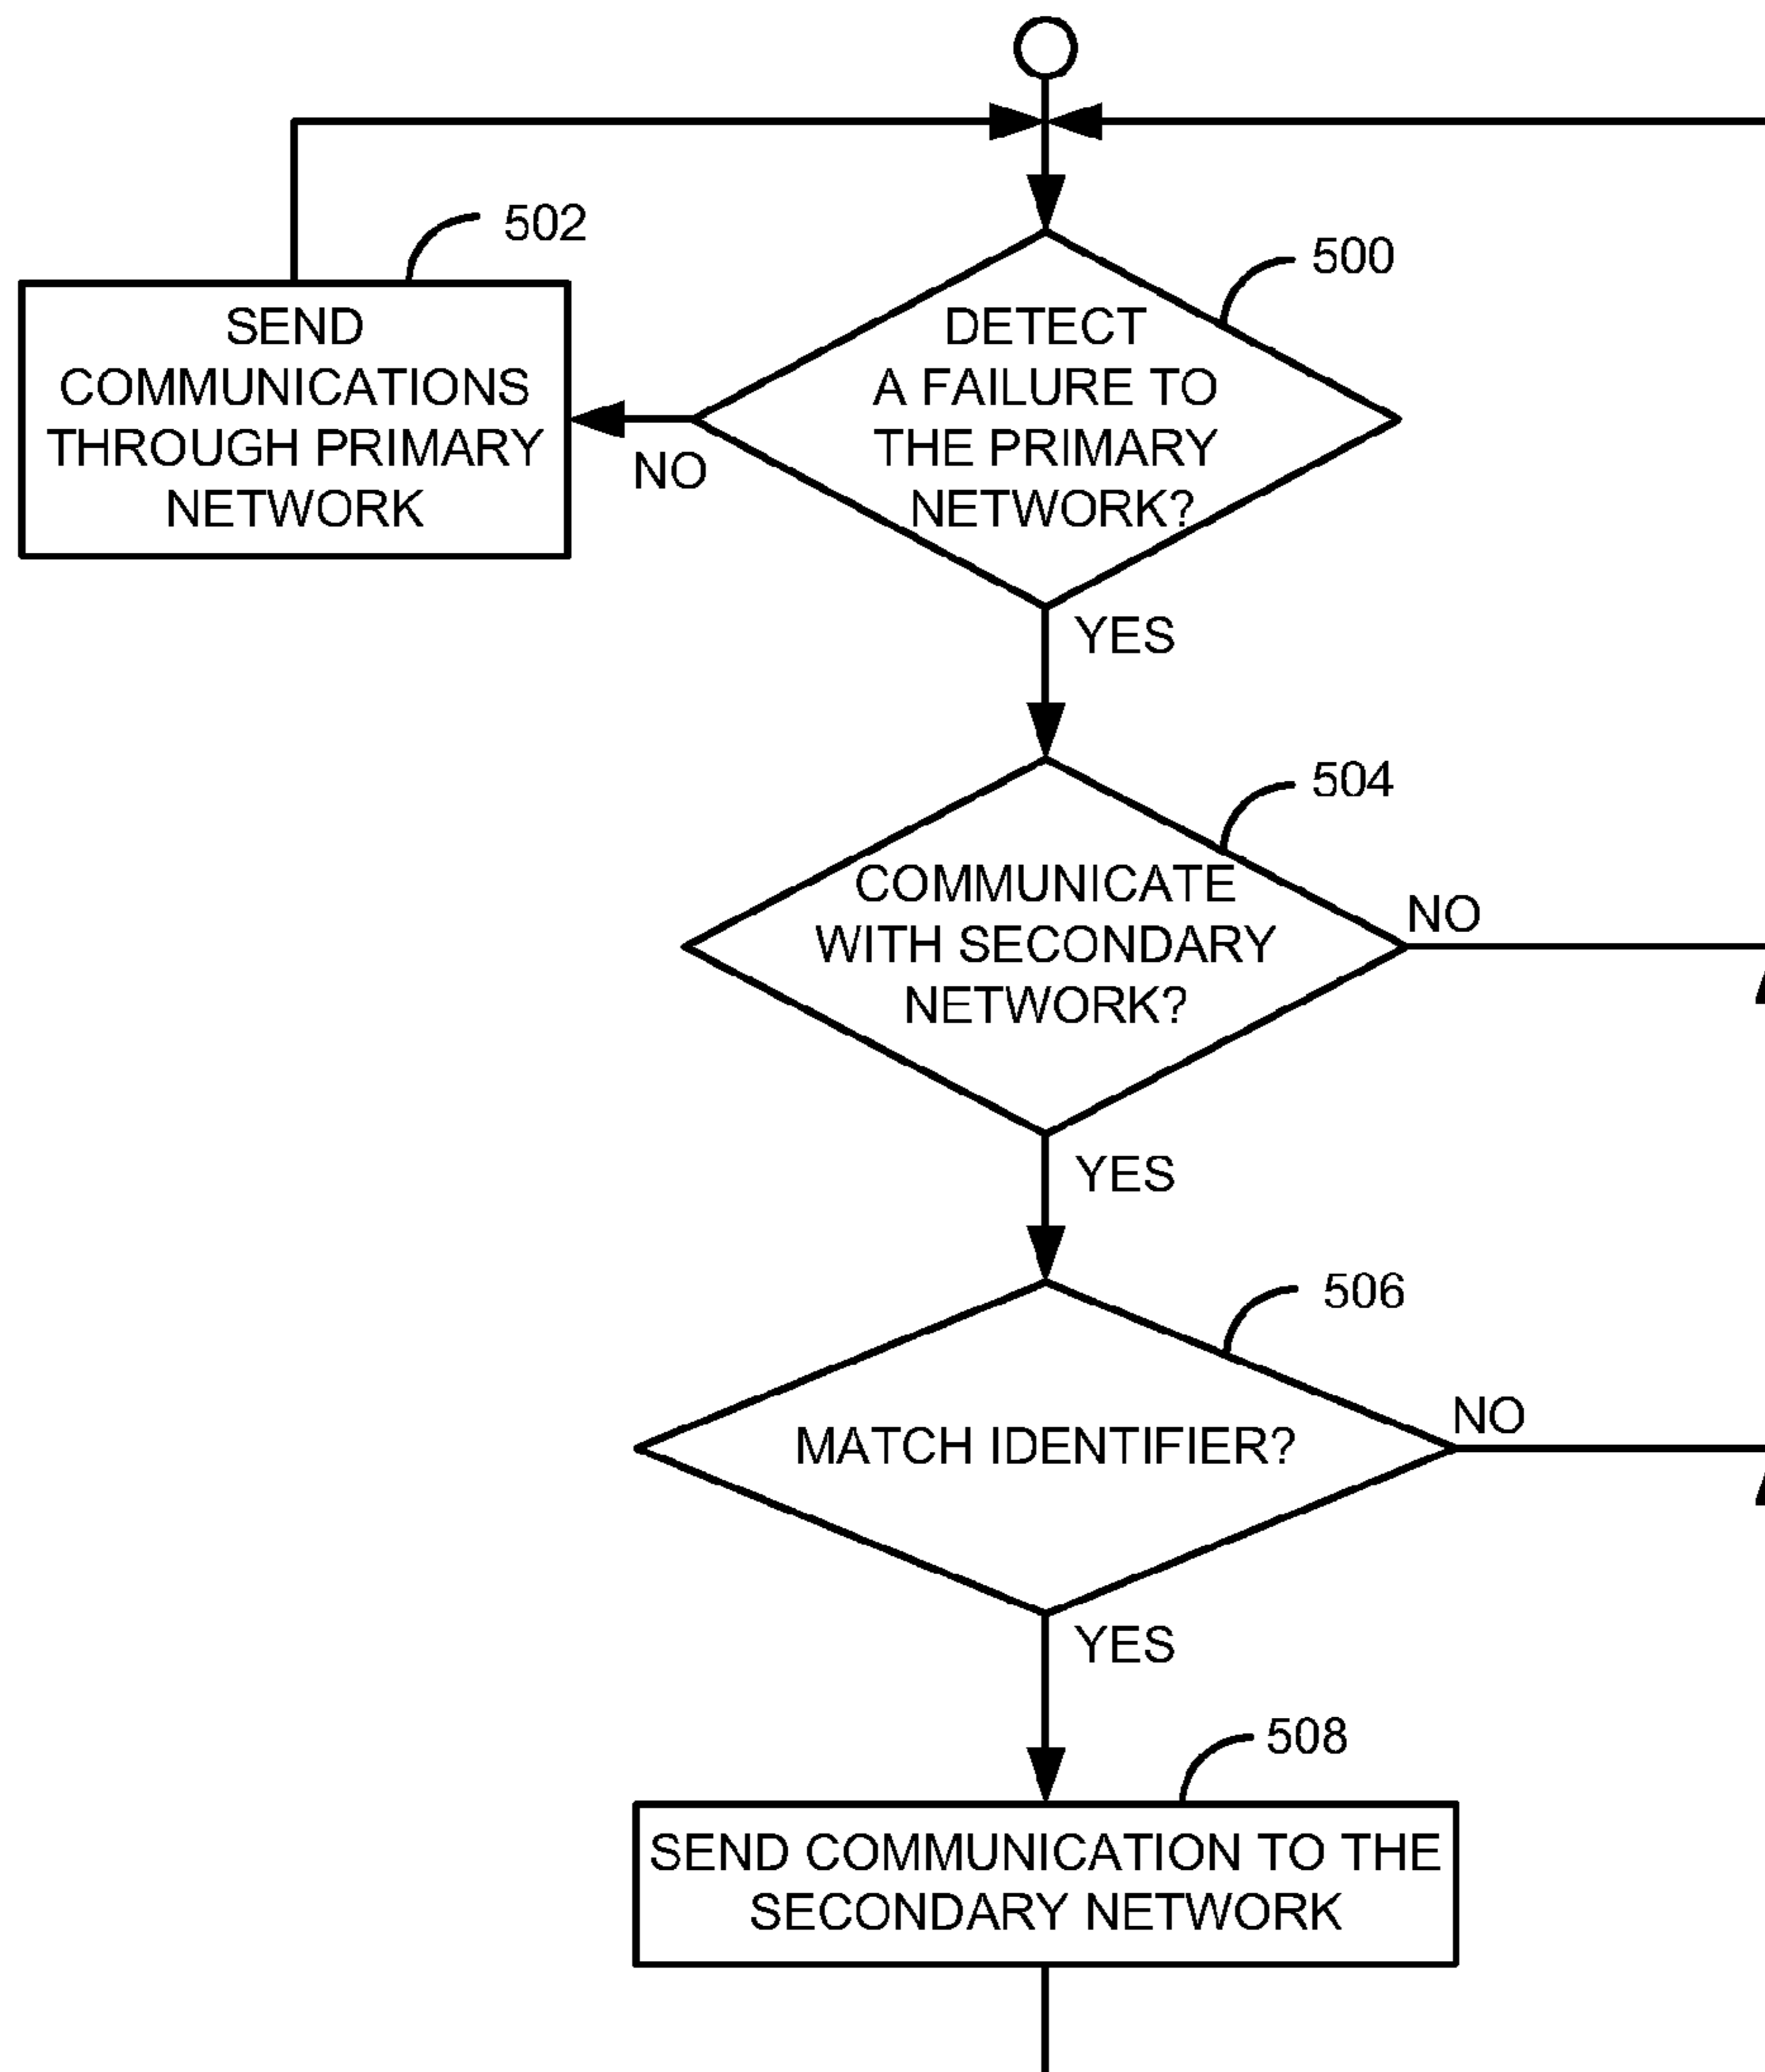 502
500
SEND
COMMUNICATIONS
THROUGH PRIMARY
NETWORK
DETECT
A FAILURE TO
THE PRIMARY
NETWORK?
NO
YES
504
COMMUNICATE
WITH SECONDARY
NETWORK?
NO
YES
506
MATCH IDENTIFIER?
NO
YES
508
SEND COMMUNICATION TO THE
SECONDARY NETWORK